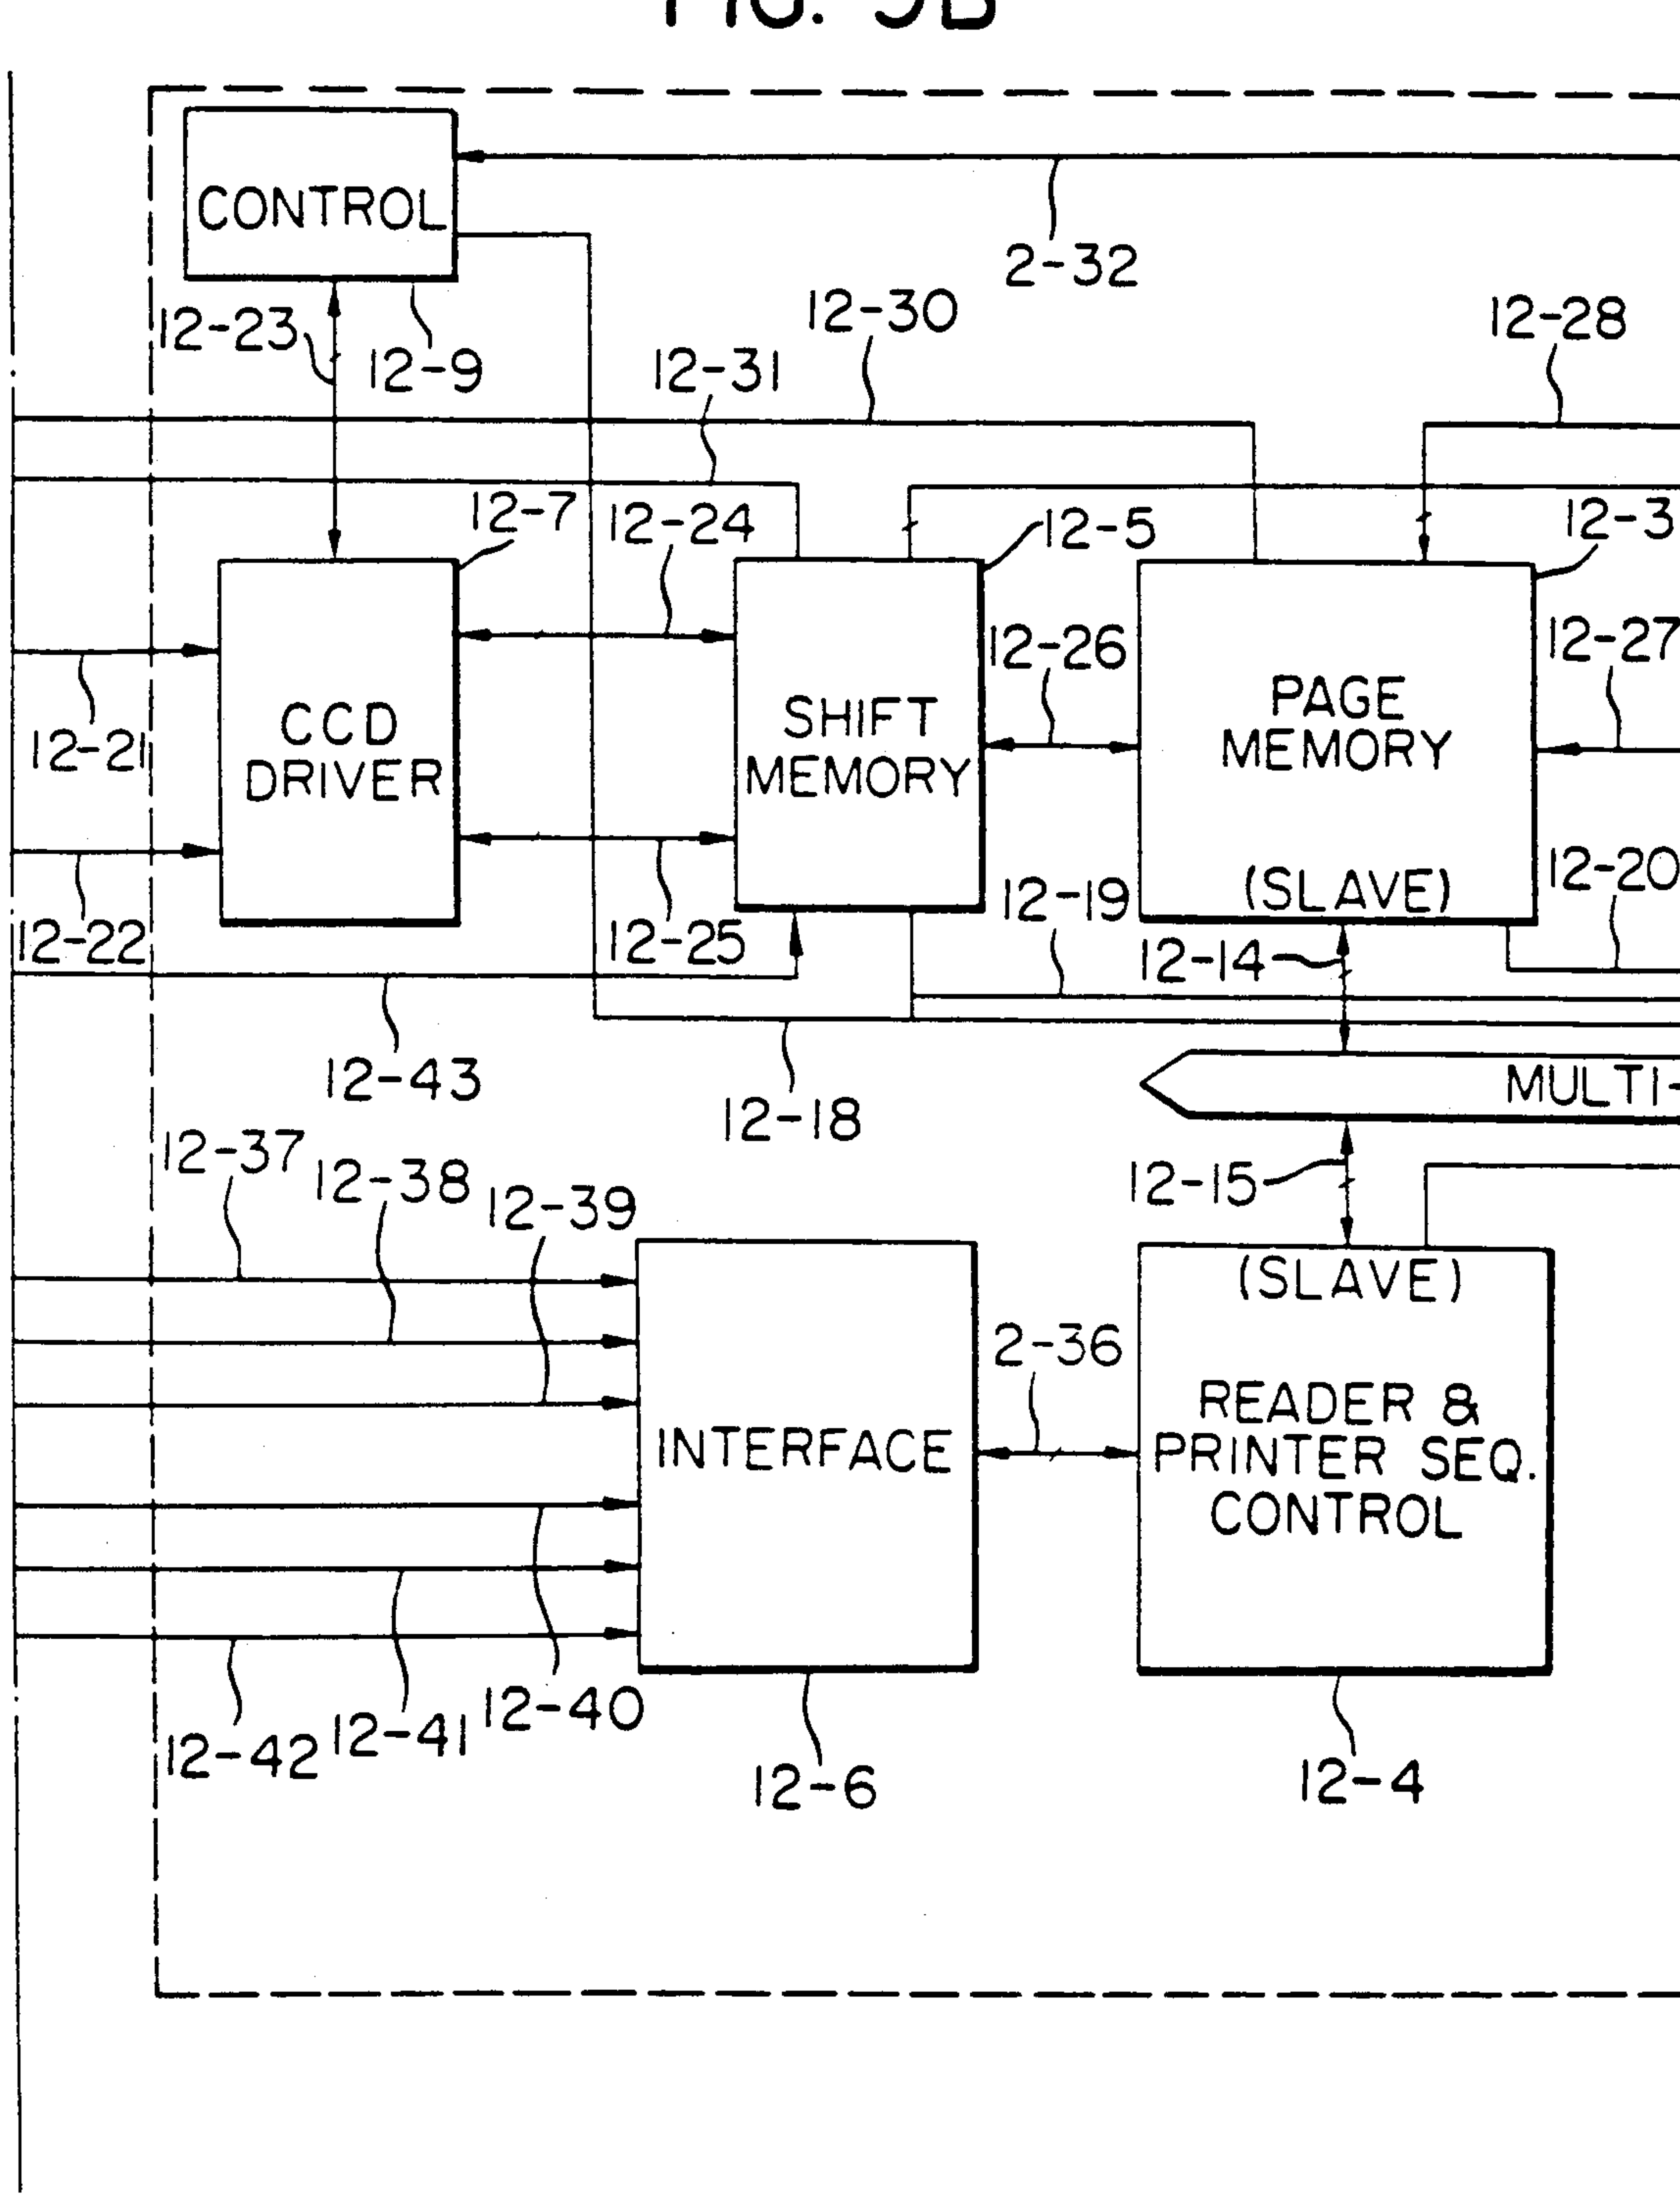 FIG. 9B
CONTROL
2-32
12-23
12-9
12-30
12-28
12-31
12-7
12-24
12-5
12-3
12-21
CCD
DRIVER
SHIFT
MEMORY
12-26
PAGE
MEMORY
(SLAVE)
12-27
12-22
12-25
12-19
12-14
12-20
12-43
12-18
MULTI-
12-15
12-37
12-38
12-39
(SLAVE)
2-36
INTERFACE
READER &
PRINTER SEQ.
CONTROL
12-42
12-41
12-40
12-6
12-4